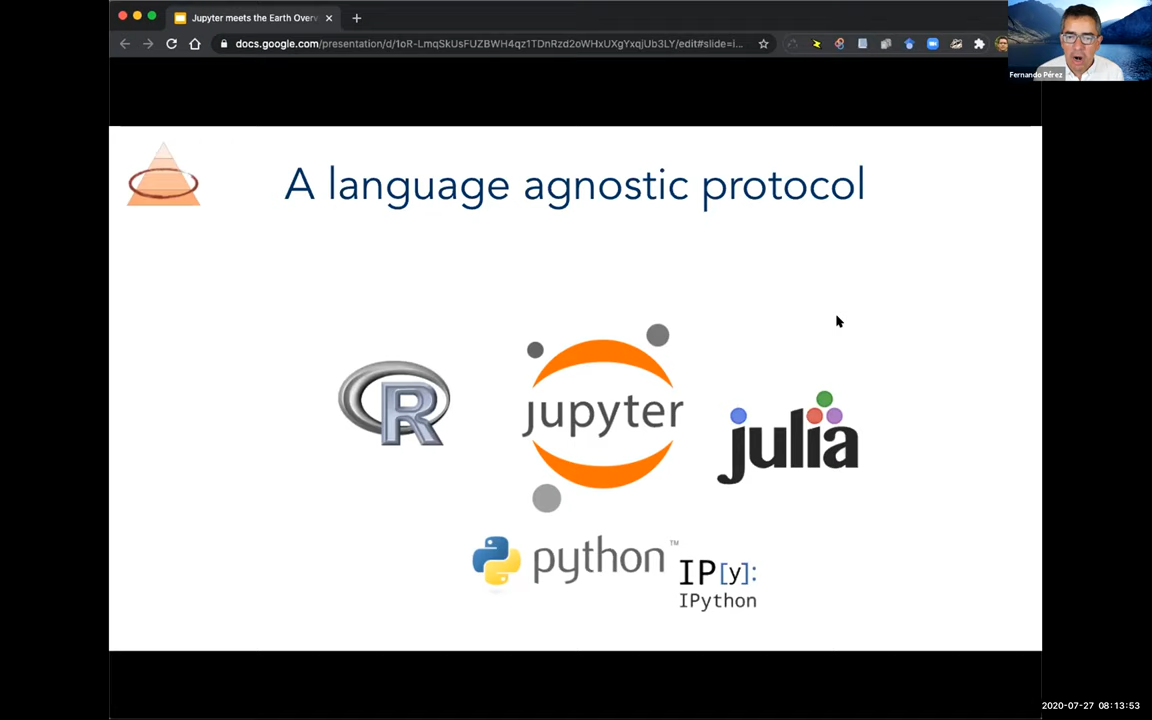 Jupyter meets the Earth Overv
docs.google.com/presentation/d/1oR-LmqSkUsFUZBWH4qz1TDnRzd2oWHxUXgYxqjUb3LY/edit#slide=i...
Fernando Pérez
A language agnostic protocol
R
jupyter
julia
python™
IP[y]:
IPython
2020-07-27 08:13:53